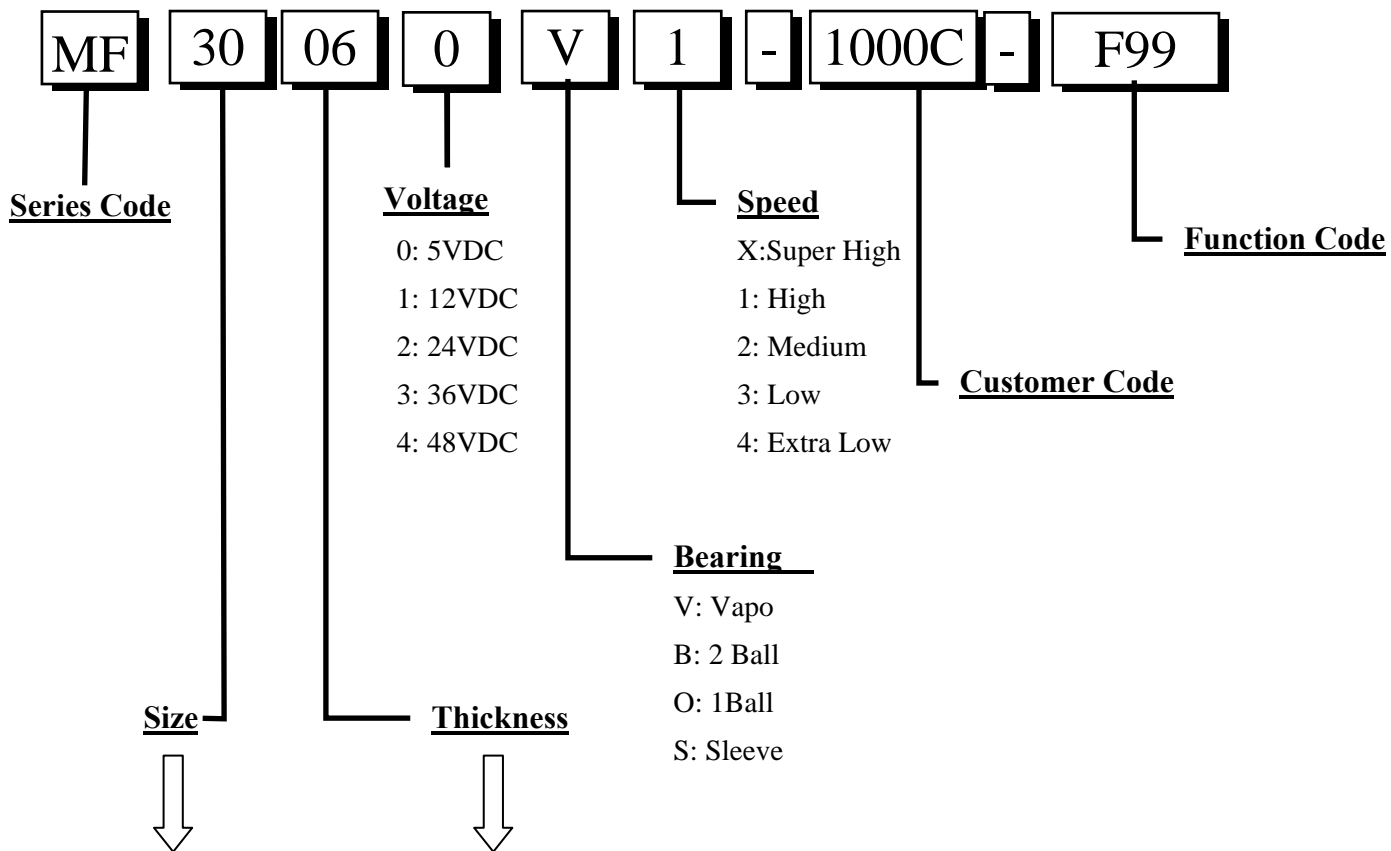 MF 30 06 0 V 1 - 1000C - F99
Series Code
Voltage
0: 5VDC
1: 12VDC
2: 24VDC
3: 36VDC
4: 48VDC
Speed
X:Super High
1: High
2: Medium
3: Low
4: Extra Low
Function Code
Customer Code
Bearing
V: Vapo
B: 2 Ball
O: 1Ball
S: Sleeve
Size
Thickness